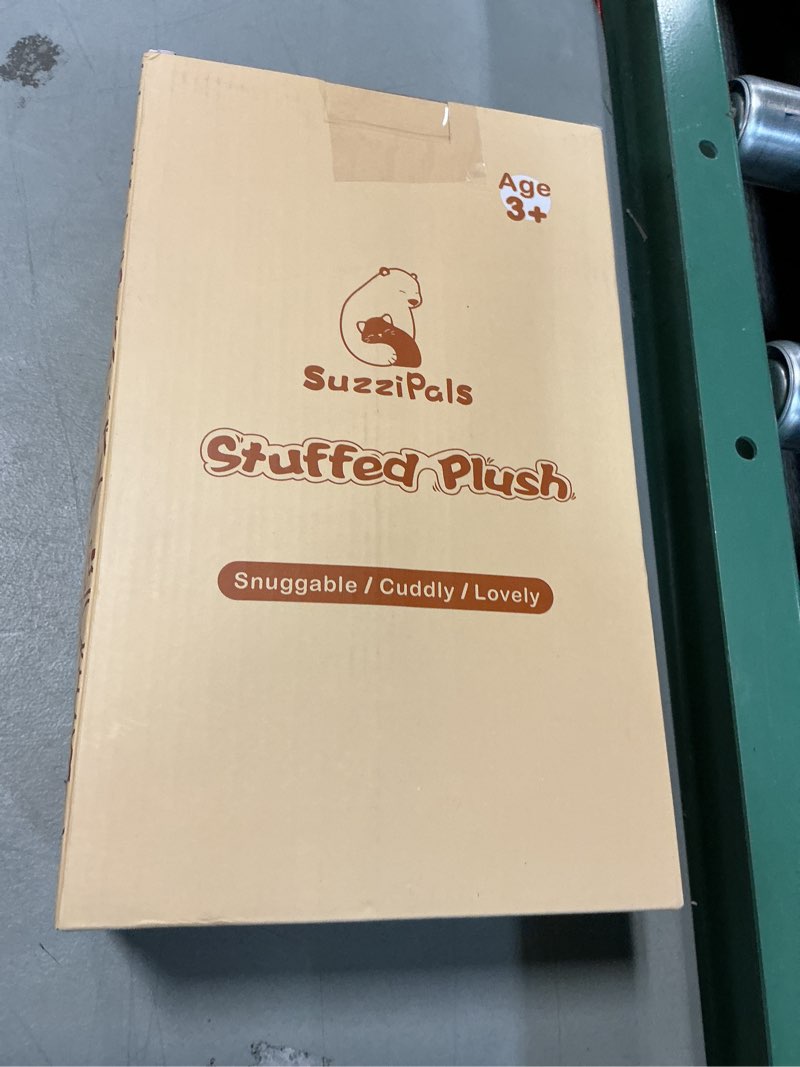 Age
3+
SuzziPals
Stuffed Plush
Snuggable / Cuddly / Lovely